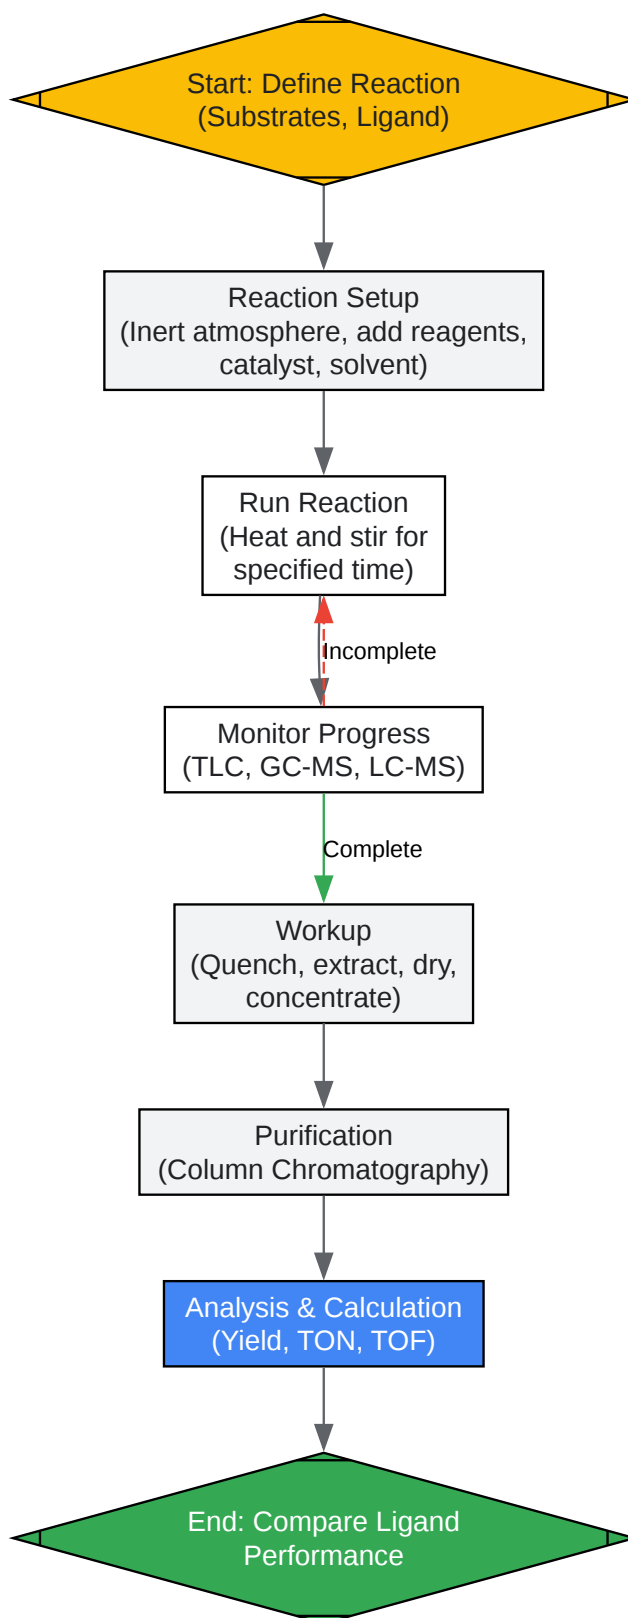 Start: Define Reaction
(Substrates, Ligand)
Reaction Setup
(Inert atmosphere, add reagents,
catalyst, solvent)
Run Reaction
(Heat and stir for
specified time)
Incomplete
Monitor Progress
(TLC, GC-MS, LC-MS)
Complete
Workup
(Quench, extract, dry,
concentrate)
Purification
(Column Chromatography)
Analysis & Calculation
(Yield, TON, TOF)
End: Compare Ligand
Performance